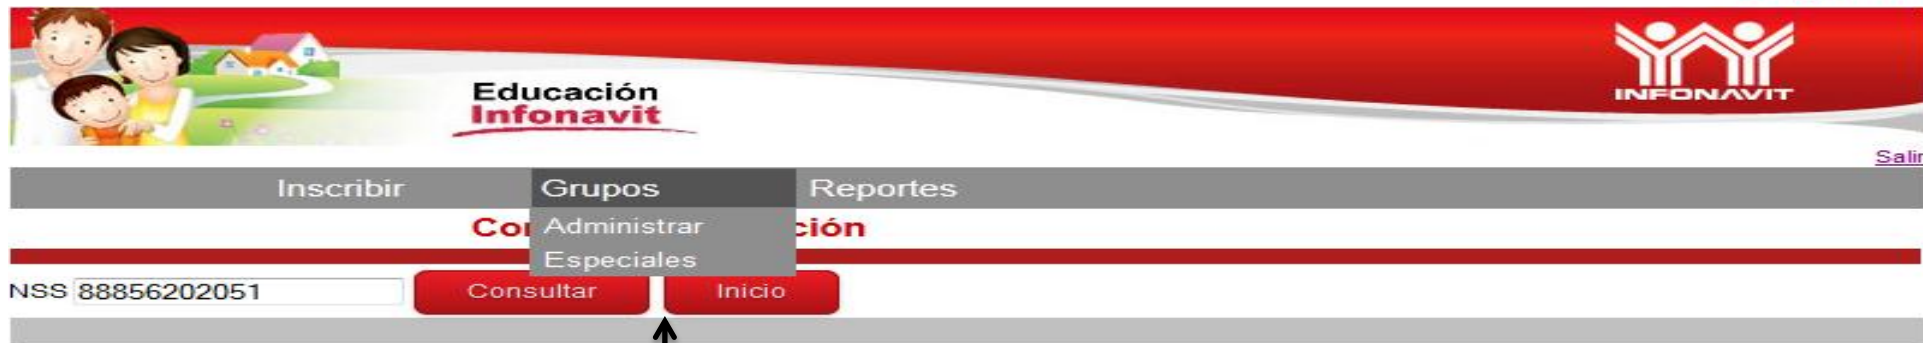 Educación
Infonavit
INFONAVIT
Salir
Inscribir Grupos Reportes
Administrar
Especiales
NSS 88856202051 Consultar Inicio